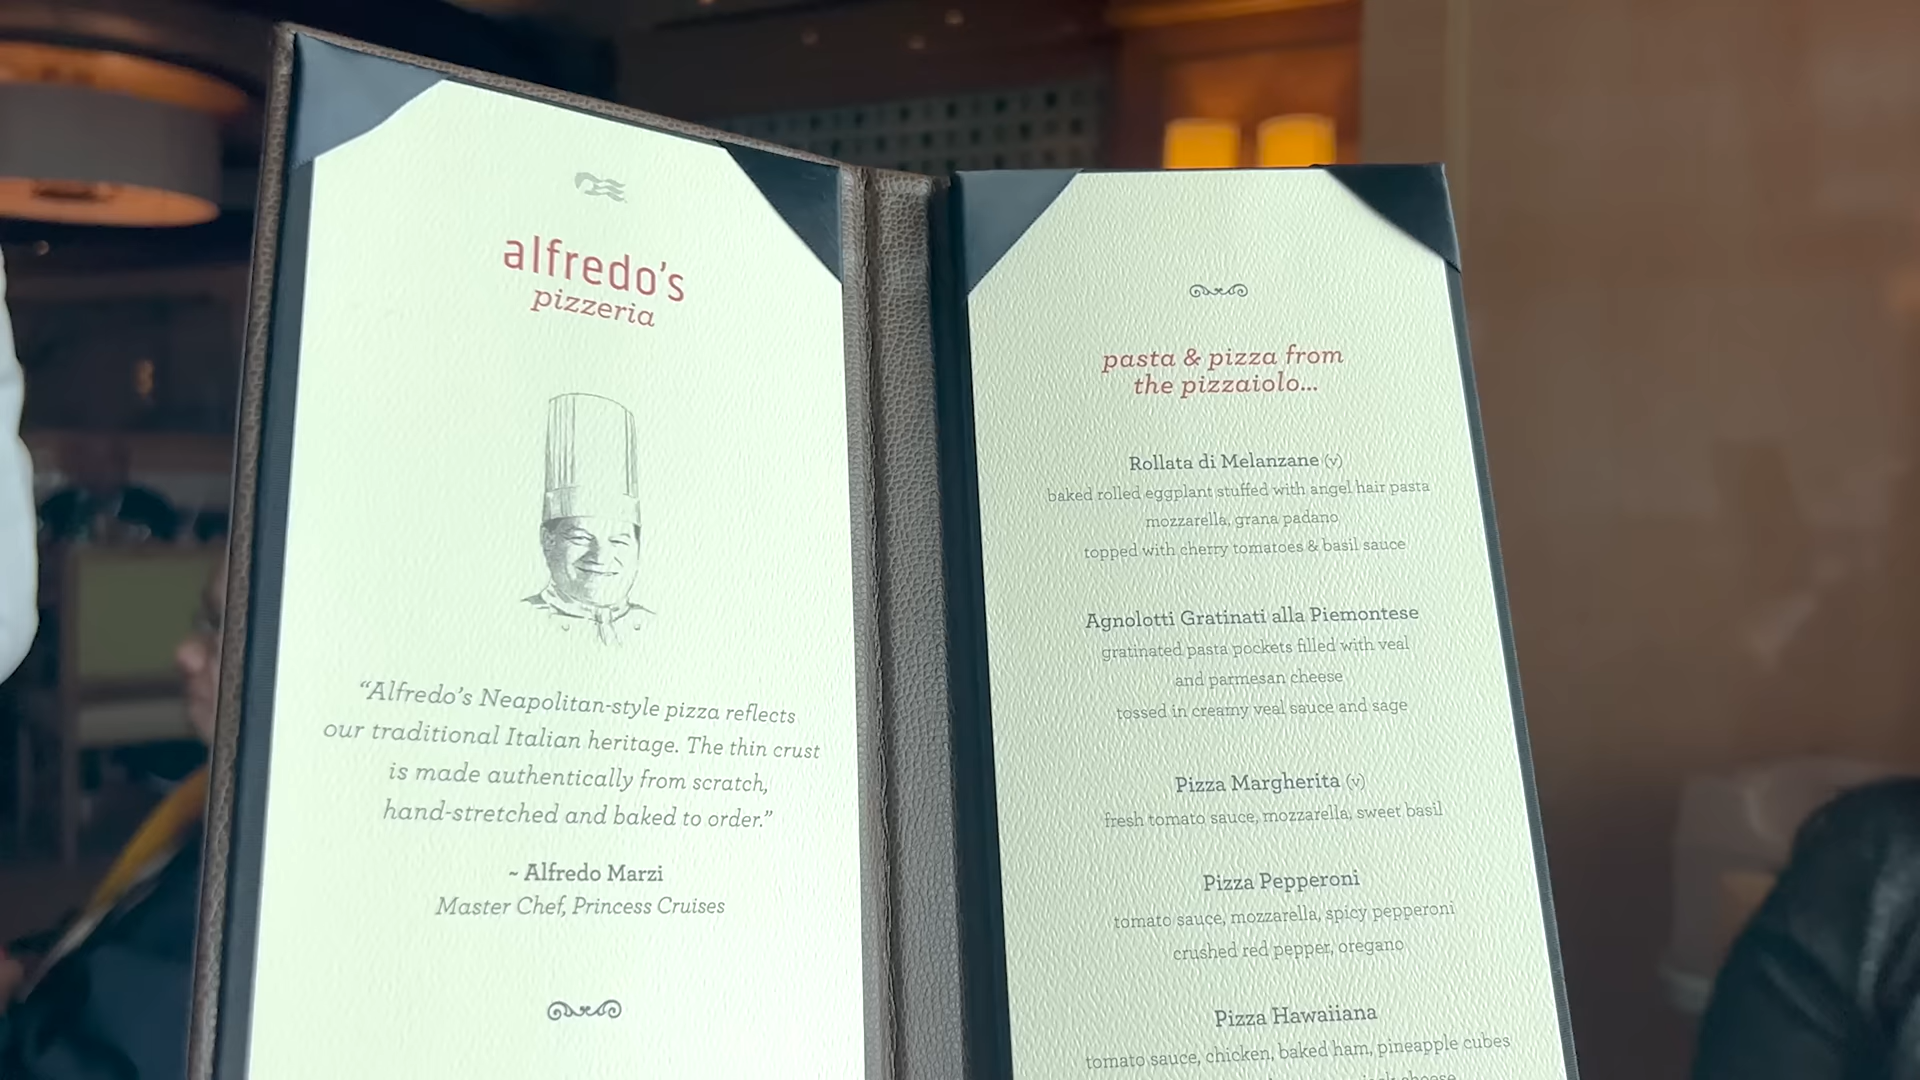 alfredo's
pizzeria
“Alfredo’s Neapolitan-style pizza reflects
our traditional Italian heritage. The thin crust
is made authentically from scratch,
hand-stretched and baked to order.”
~ Alfredo Marzi
Master Chef, Princess Cruises
pasta & pizza from
the pizzaiolo...
Rollata di Melanzane (v)
baked rolled eggplant stuffed with angel hair pasta
mozzarella, grana padano
topped with cherry tomatoes & basil sauce
Agnolotti Gratinati alla Piemontese
gratinated pasta pockets filled with veal
and parmesan cheese
tossed in creamy veal sauce and sage
Pizza Margherita (v)
fresh tomato sauce, mozzarella, sweet basil
Pizza Pepperoni
tomato sauce, mozzarella, spicy pepperoni
crushed red pepper, oregano
Pizza Hawaiiana
tomato sauce, chicken, baked ham, pineapple cubes